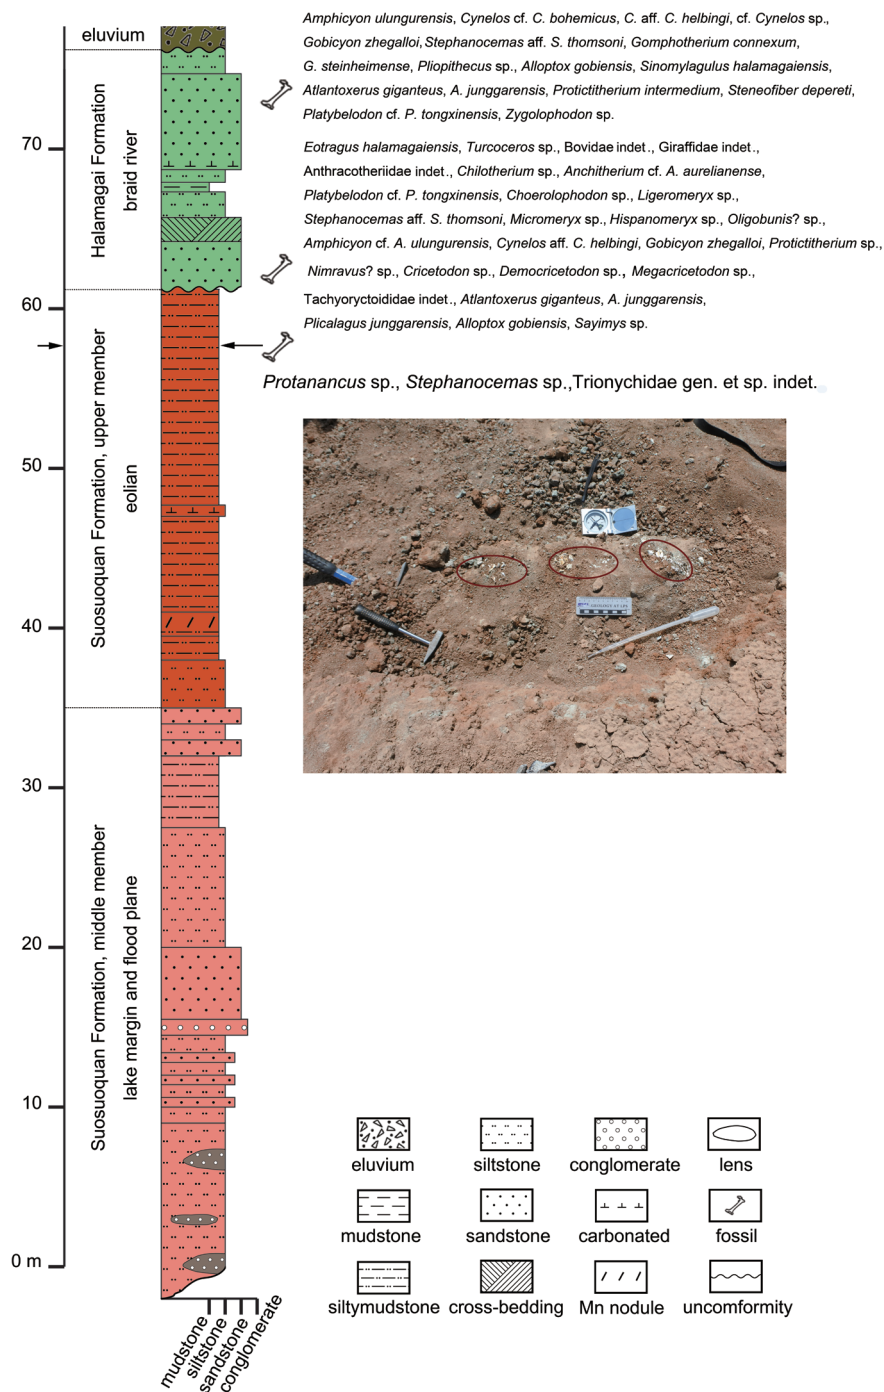 eluvium
Amphicyon ulungurensis, Cynelos cf. C. bohemicus, C. aff. C. helbingi, cf. Cynelos sp.,
Gobicyon zhegalloi, Stephanocemas aff. S. thomsoni, Gomphotherium connexum,
G. steinheimense, Pliopithecus sp., Alloptox gobiensis, Sinomylagulus halamagaiensis,
Atlantoxerus giganteus, A. junggarensis, Protictitherium intermedium, Steneofiber depereti,
Platybelodon cf. P. tongxinensis, Zygolophodon sp.
Eotragus halamagaiensis, Turcoceros sp., Bovidae indet., Giraffidae indet.,
Anthracotheriidae indet., Chilotherium sp., Anchitherium cf. A. aurelianense,
Platybelodon cf. P. tongxinensis, Choerolophodon sp., Ligeromeryx sp.,
Stephanocemas aff. S. thomsoni, Micromeryx sp., Hispanomeryx sp., Oligobunis? sp.,
Amphicyon cf. A. ulungurensis, Cynelos aff. C. helbingi, Gobicyon zhegalloi, Protictitherium sp.,
Nimravus? sp., Cricetodon sp., Democricetodon sp., Megacricetodon sp.,
Tachyoryctoididae indet., Atlantoxerus giganteus, A. junggarensis,
Plicalagus junggarensis, Alloptox gobiensis, Sayimys sp.
Protanancus sp., Stephanocemas sp.,Trionychidae gen. et sp. indet.
Halamagai Formation
braid river
Suosuoquan Formation, upper member
eolian
Suosuoquan Formation, middle member
lake margin and flood plane
70
60
50
40
30
20
10
0 m
mudstone
siltstone
sandstone
conglomerate
eluvium
siltstone
conglomerate
lens
mudstone
sandstone
carbonated
fossil
siltymudstone
cross-bedding
Mn nodule
uncomformity